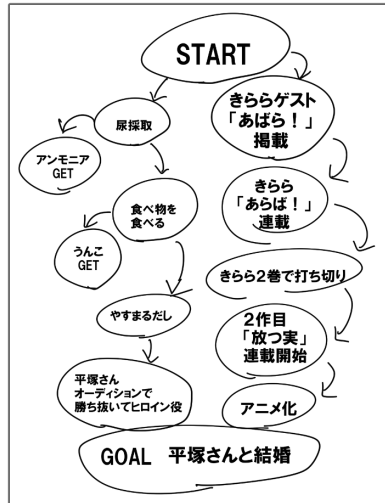 START
尿採取
アンモニア
GET
食べ物を
食べる
うんこ
GET
やすまるだし
平塚さん
オーディションで
勝ち抜いてヒロイン役
きららゲスト
「あばら！」
掲載
きらら
「あらば！」
連載
きらら2巻で打ち切り
２作目
「放つ実」
連載開始
アニメ化
GOAL 平塚さんと結婚